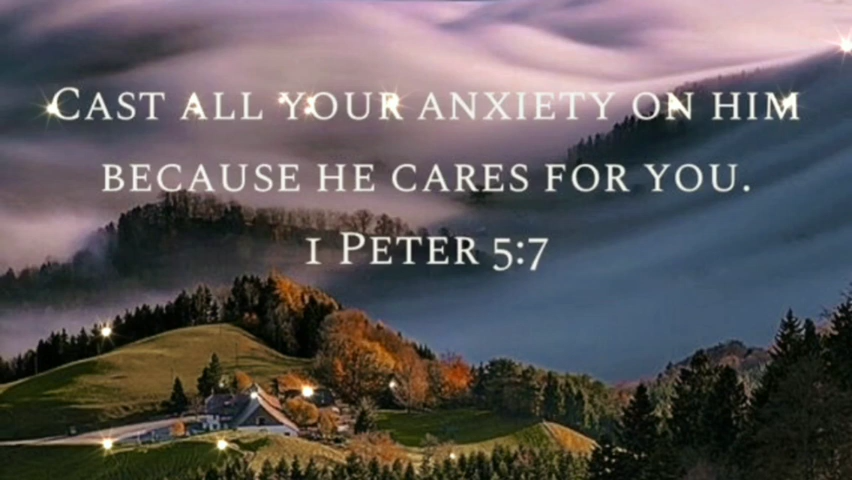 Cast all your anxiety on him
because he cares for you.
1 Peter 5:7